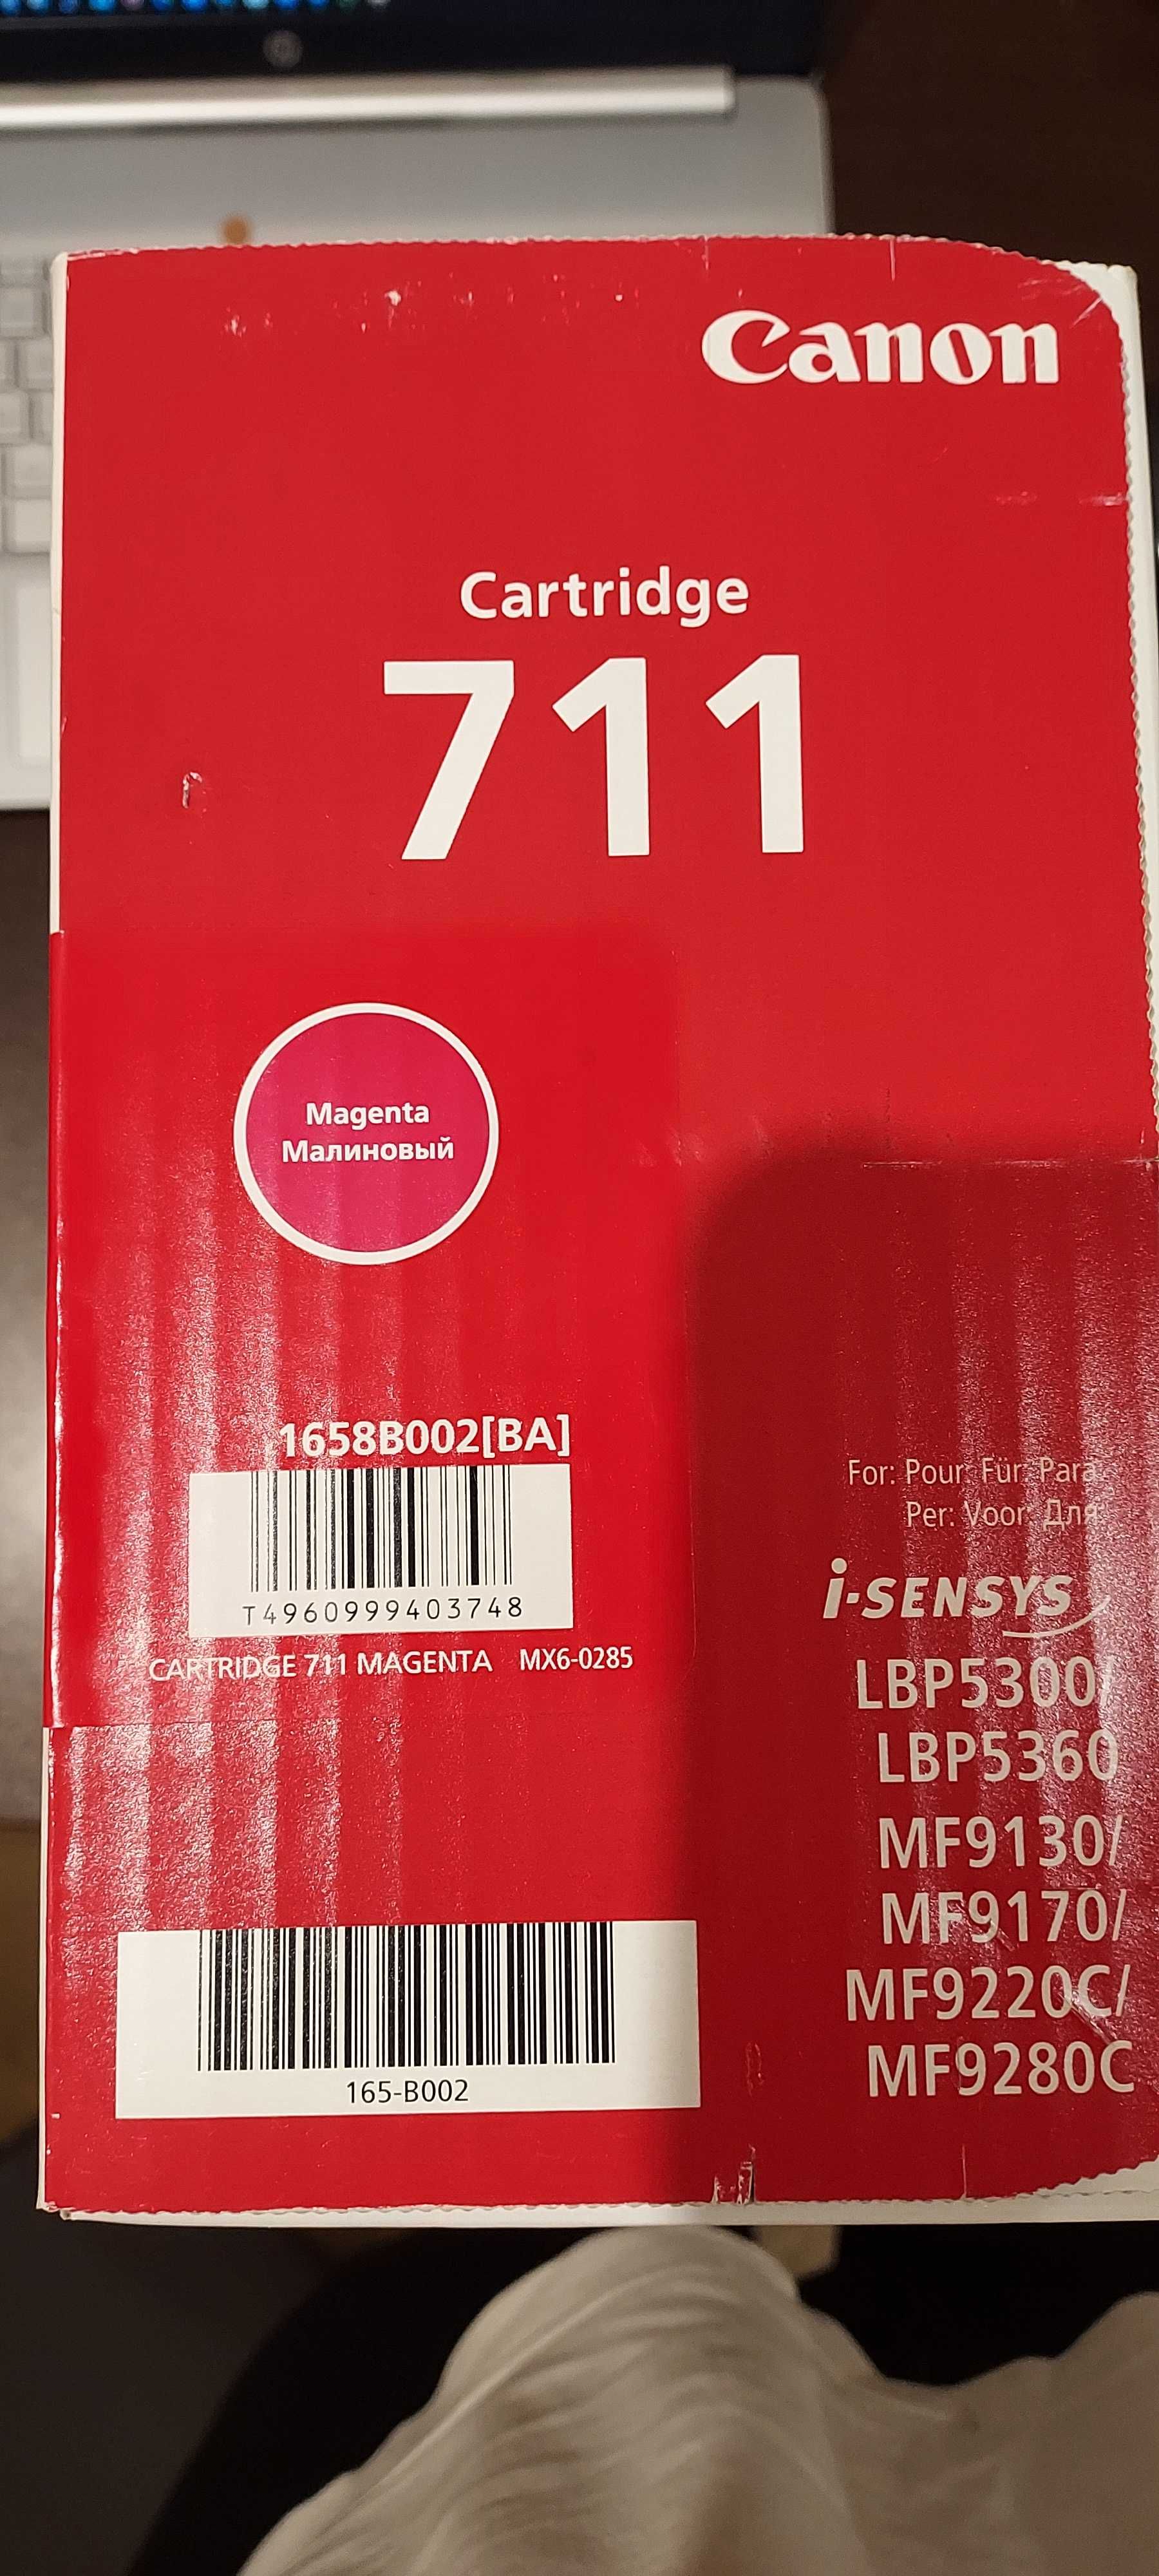 Canon
Cartridge
711
Magenta
Малиновый
1658B002[BA]
T4960999403748
CARTRIDGE 711 MAGENTA MX6-0285
165-B002
For: Pour: Für: Para:
Per: Voor: Для:
i-SENSYS
LBP5300/
LBP5360
MF9130/
MF9170/
MF9220C/
MF9280C